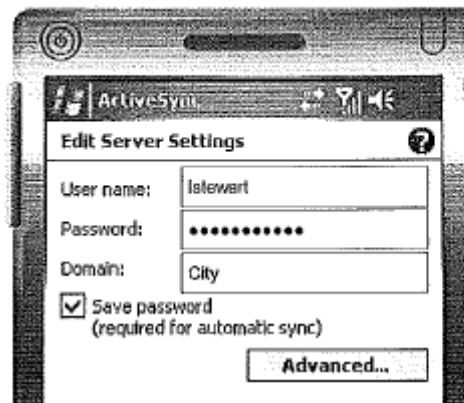 ActiveSync
Edit Server Settings
User name: lstewart
Password: •••••••••••
Domain: City
Save password
(required for automatic sync)
Advanced...